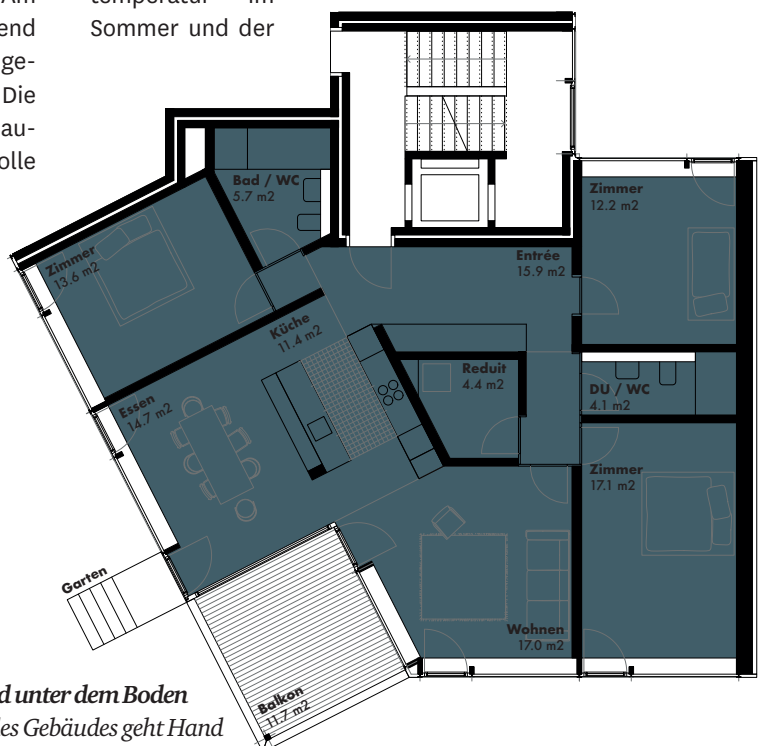 Am
end
ge-
Die
au-
olle
temperatur im
Sommer und der
Bad / WC
5.7 m2
Zimmer
12.2 m2
Zimmer
13.6 m2
Entrée
15.9 m2
Küche
11.4 m2
Reduit
4.4 m2
DU / WC
4.1 m2
Essen
14.7 m2
Zimmer
17.1 m2
Garten
Wohnen
17.0 m2
Balkon
11.7 m2
d unter dem Boden
des Gebäudes geht Hand